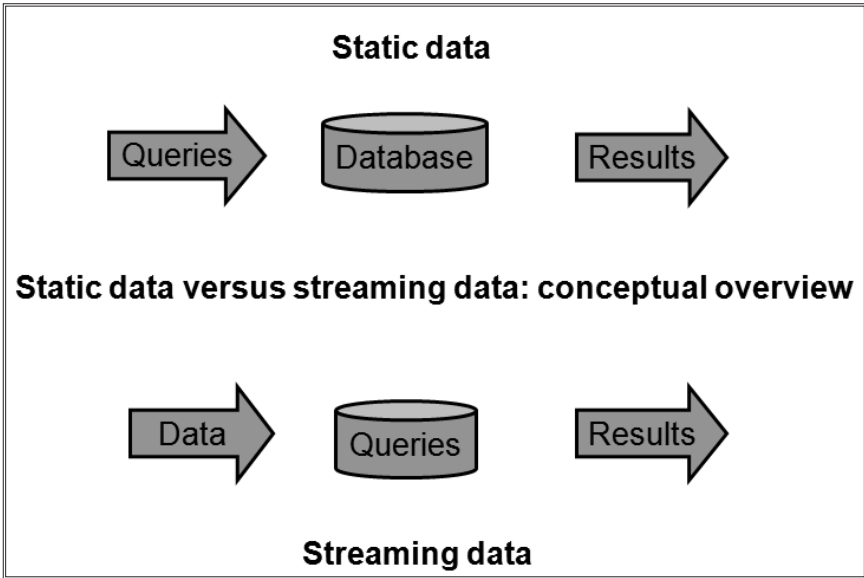 Static data
Queries
Database
Results
Static data versus streaming data: conceptual overview
Data
Queries
Results
Streaming data